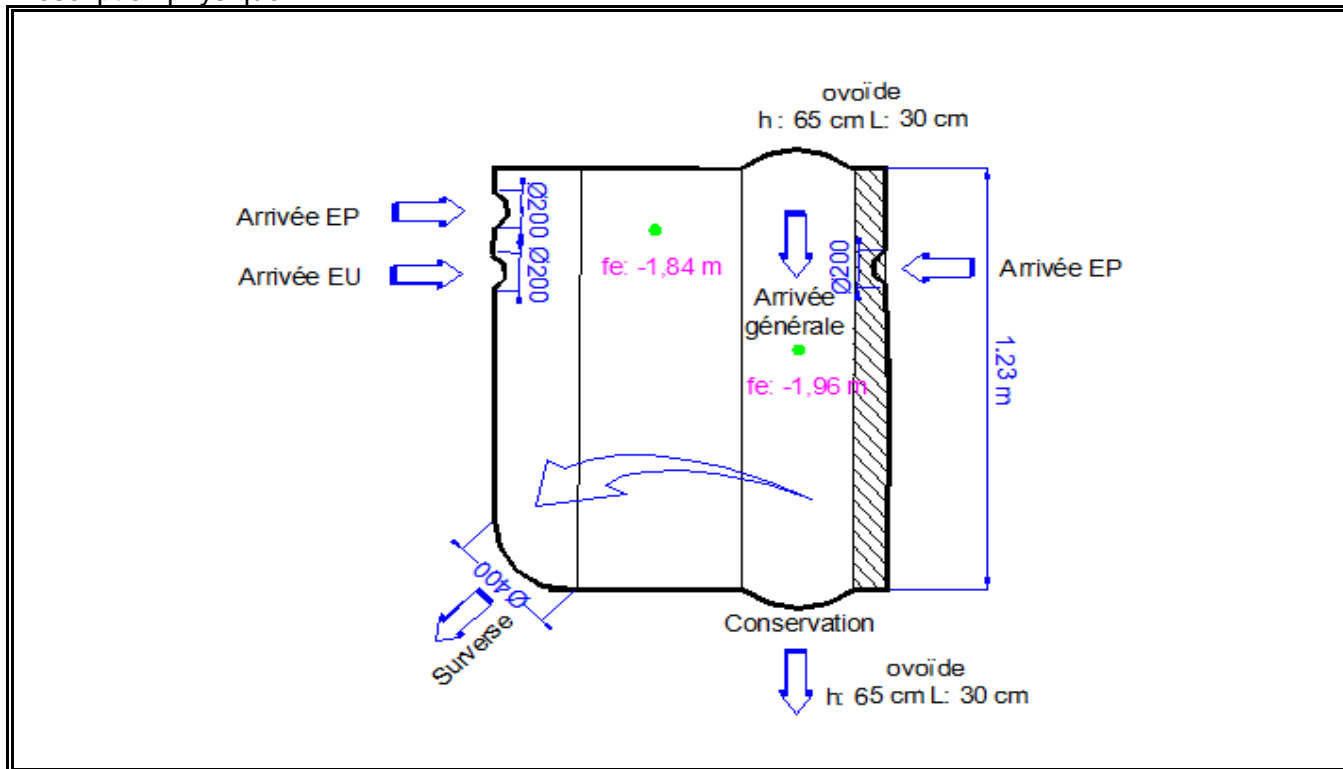 ovoïde
h : 65 cm L: 30 cm
Arrivée EP
Ø200
fe: -1,84 m
Arrivée EU
Ø200
Ø200
Arrivée EP
Arrivée
générale
fe: -1,96 m
1,23 m
Ø400
Surverse
Conservation
ovoïde
h: 65 cm L: 30 cm